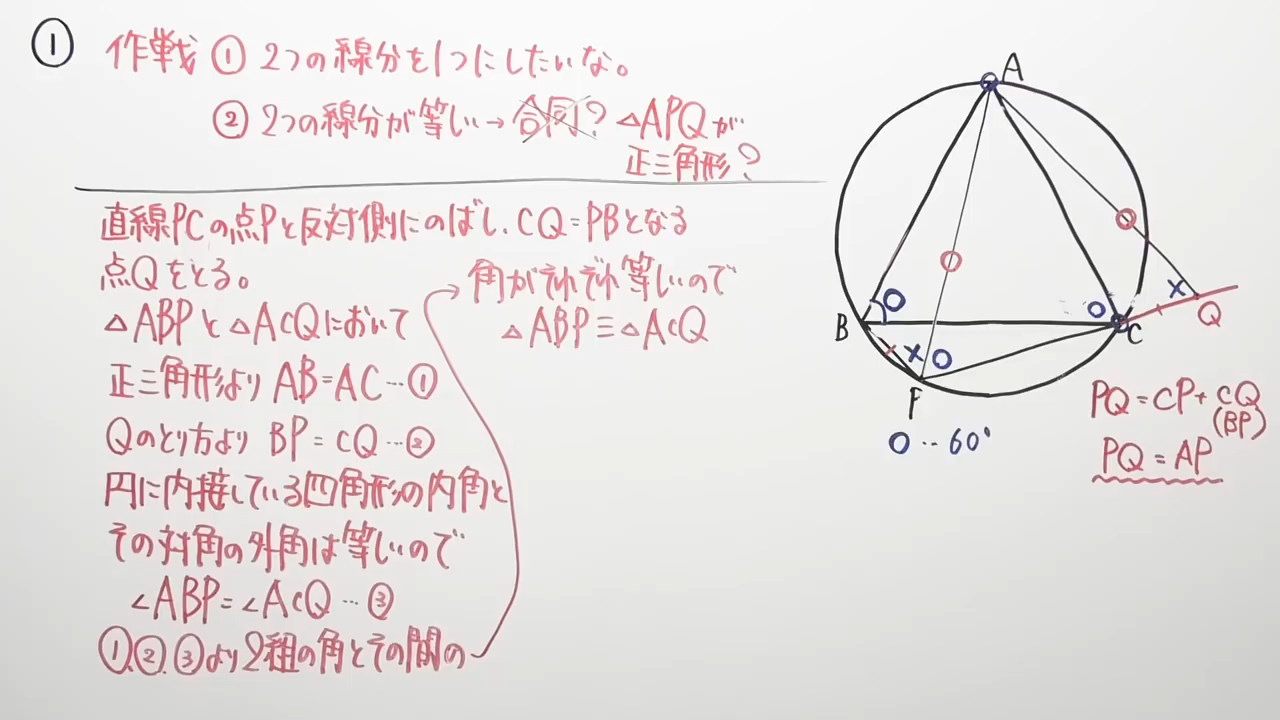 ①
作戦 ① 2つの線分を1つにしたいな。
② 2つの線分が等しい→合同? △APQが
正三角形?
直線PCの点Pと反対側にのばし、CQ=PBとなる
点Qをとる。
△ABPと△ACQにおいて
正三角形より AB=AC…①
Qのとり方より BP=CQ…②
円に内接している四角形の内角と
その対角の外角は等しいので
∠ABP=∠ACQ…③
①,②,③より2組の角とその間の
角がそれぞれ等しいので
△ABP≡△ACQ
A
B
C
Q
P
○‥60°
PQ=CP+CQ
(BP)
PQ=AP